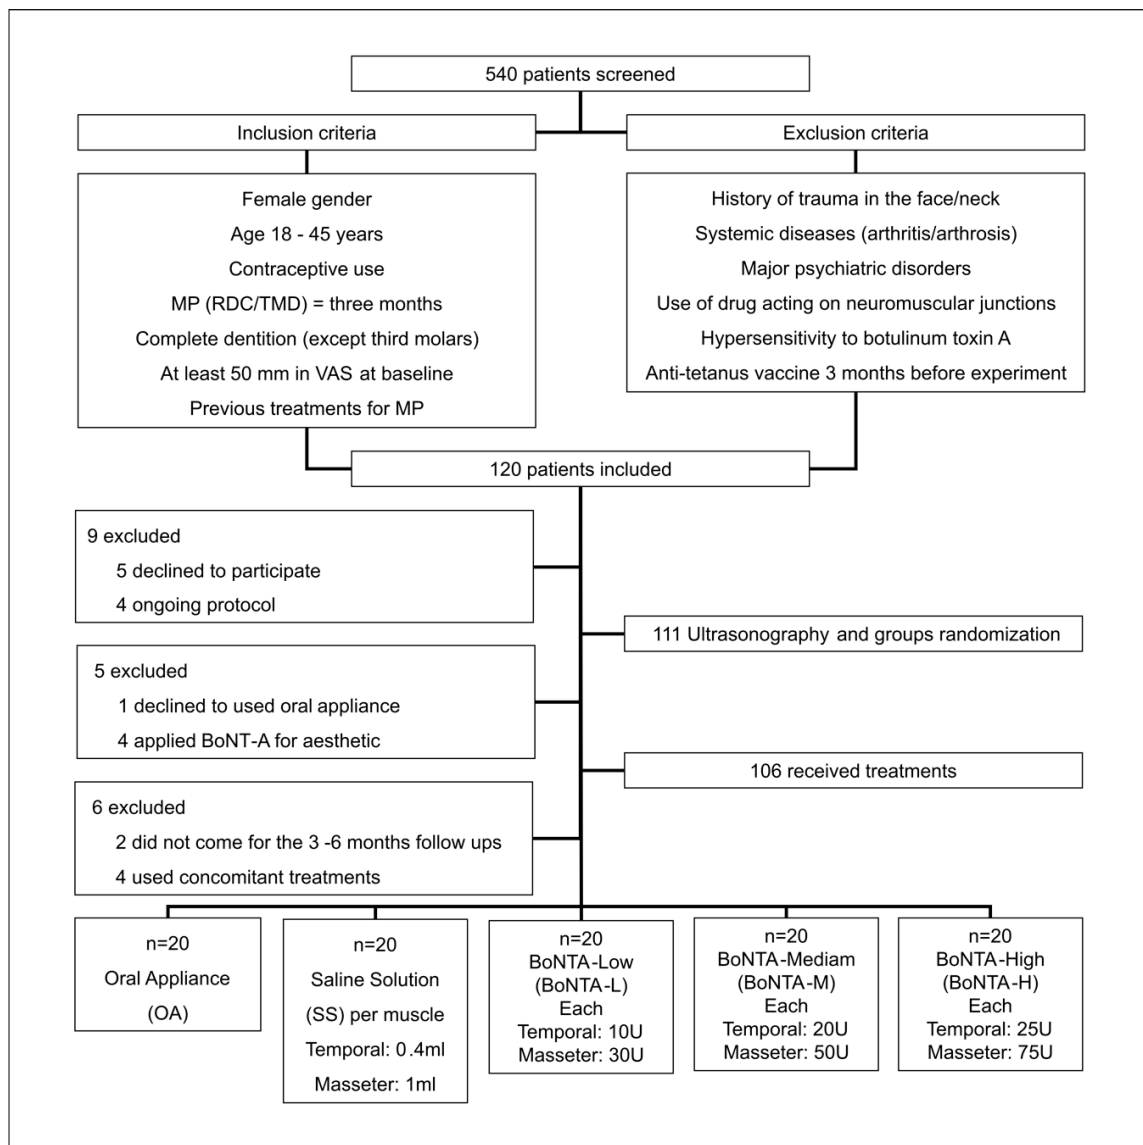 540 patients screened
Inclusion criteria
Exclusion criteria
Female gender
Age 18 - 45 years
Contraceptive use
MP (RDC/TMD) = three months
Complete dentition (except third molars)
At least 50 mm in VAS at baseline
Previous treatments for MP
History of trauma in the face/neck
Systemic diseases (arthritis/arthrosis)
Major psychiatric disorders
Use of drug acting on neuromuscular junctions
Hypersensitivity to botulinum toxin A
Anti-tetanus vaccine 3 months before experiment
120 patients included
9 excluded
5 declined to participate
4 ongoing protocol
111 Ultrasonography and groups randomization
5 excluded
1 declined to used oral appliance
4 applied BoNT-A for aesthetic
106 received treatments
6 excluded
2 did not come for the 3 -6 months follow ups
4 used concomitant treatments
n=20
Oral Appliance
(OA)
n=20
Saline Solution
(SS) per muscle
Temporal: 0.4ml
Masseter: 1ml
n=20
BoNTA-Low
(BoNTA-L)
Each
Temporal: 10U
Masseter: 30U
n=20
BoNTA-Mediam
(BoNTA-M)
Each
Temporal: 20U
Masseter: 50U
n=20
BoNTA-High
(BoNTA-H)
Each
Temporal: 25U
Masseter: 75U